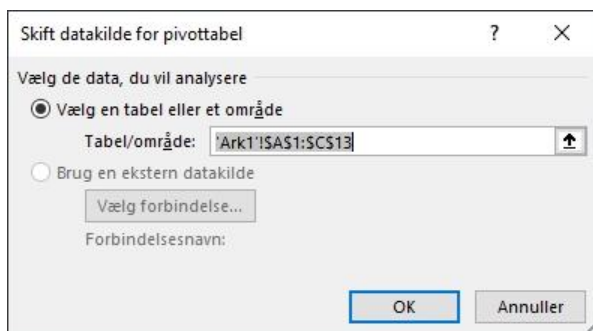 Skift datakilde for pivottabel ?
Vælg de data, du vil analysere
Vælg en tabel eller et område
Tabel/område: 'Ark1'!$A$1:$C$13
Brug en ekstern datakilde
Vælg forbindelse...
Forbindelsesnavn:
OK Annuller